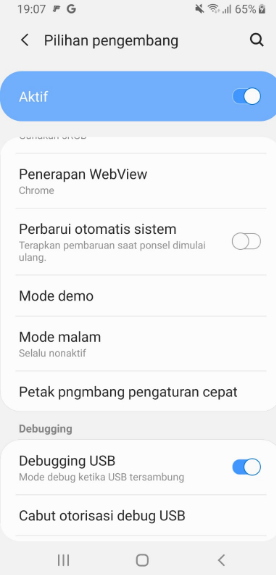 19:07 G 65%
Pilihan pengembang
Aktif
Penerapan WebView
Chrome
Perbarui otomatis sistem
Terapkan pembaruan saat ponsel dimulai
ulang.
Mode demo
Mode malam
Selalu nonaktif
Petak pngmbang pengaturan cepat
Debugging
Debugging USB
Mode debug ketika USB tersambung
Cabut otorisasi debug USB